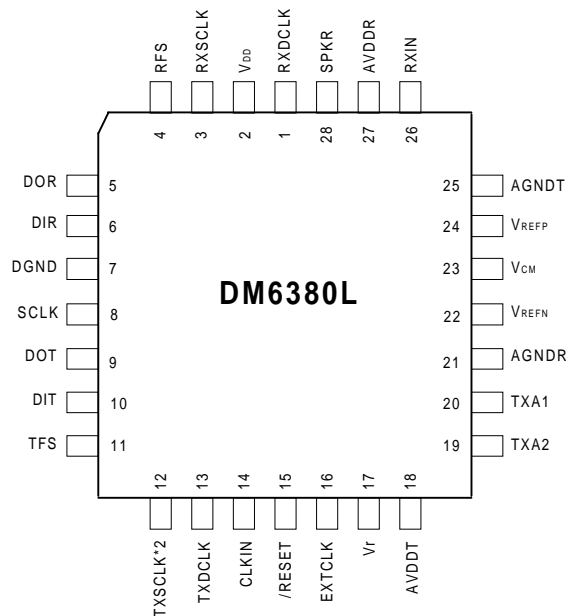 RFS
RXSCLK
VDD
RXDCLK
SPKR
AVDDR
RXIN
4
3
2
1
28
27
26
DOR
5
25
AGNDT
DIR
6
24
VREFP
DGND
7
23
VCM
DM6380L
SCLK
8
22
VREFN
DOT
9
21
AGNDR
DIT
10
20
TXA1
TFS
11
19
TXA2
12
13
14
15
16
17
18
TXSCLK*2
TXDCLK
CLKIN
/RESET
EXTCLK
Vr
AVDDT